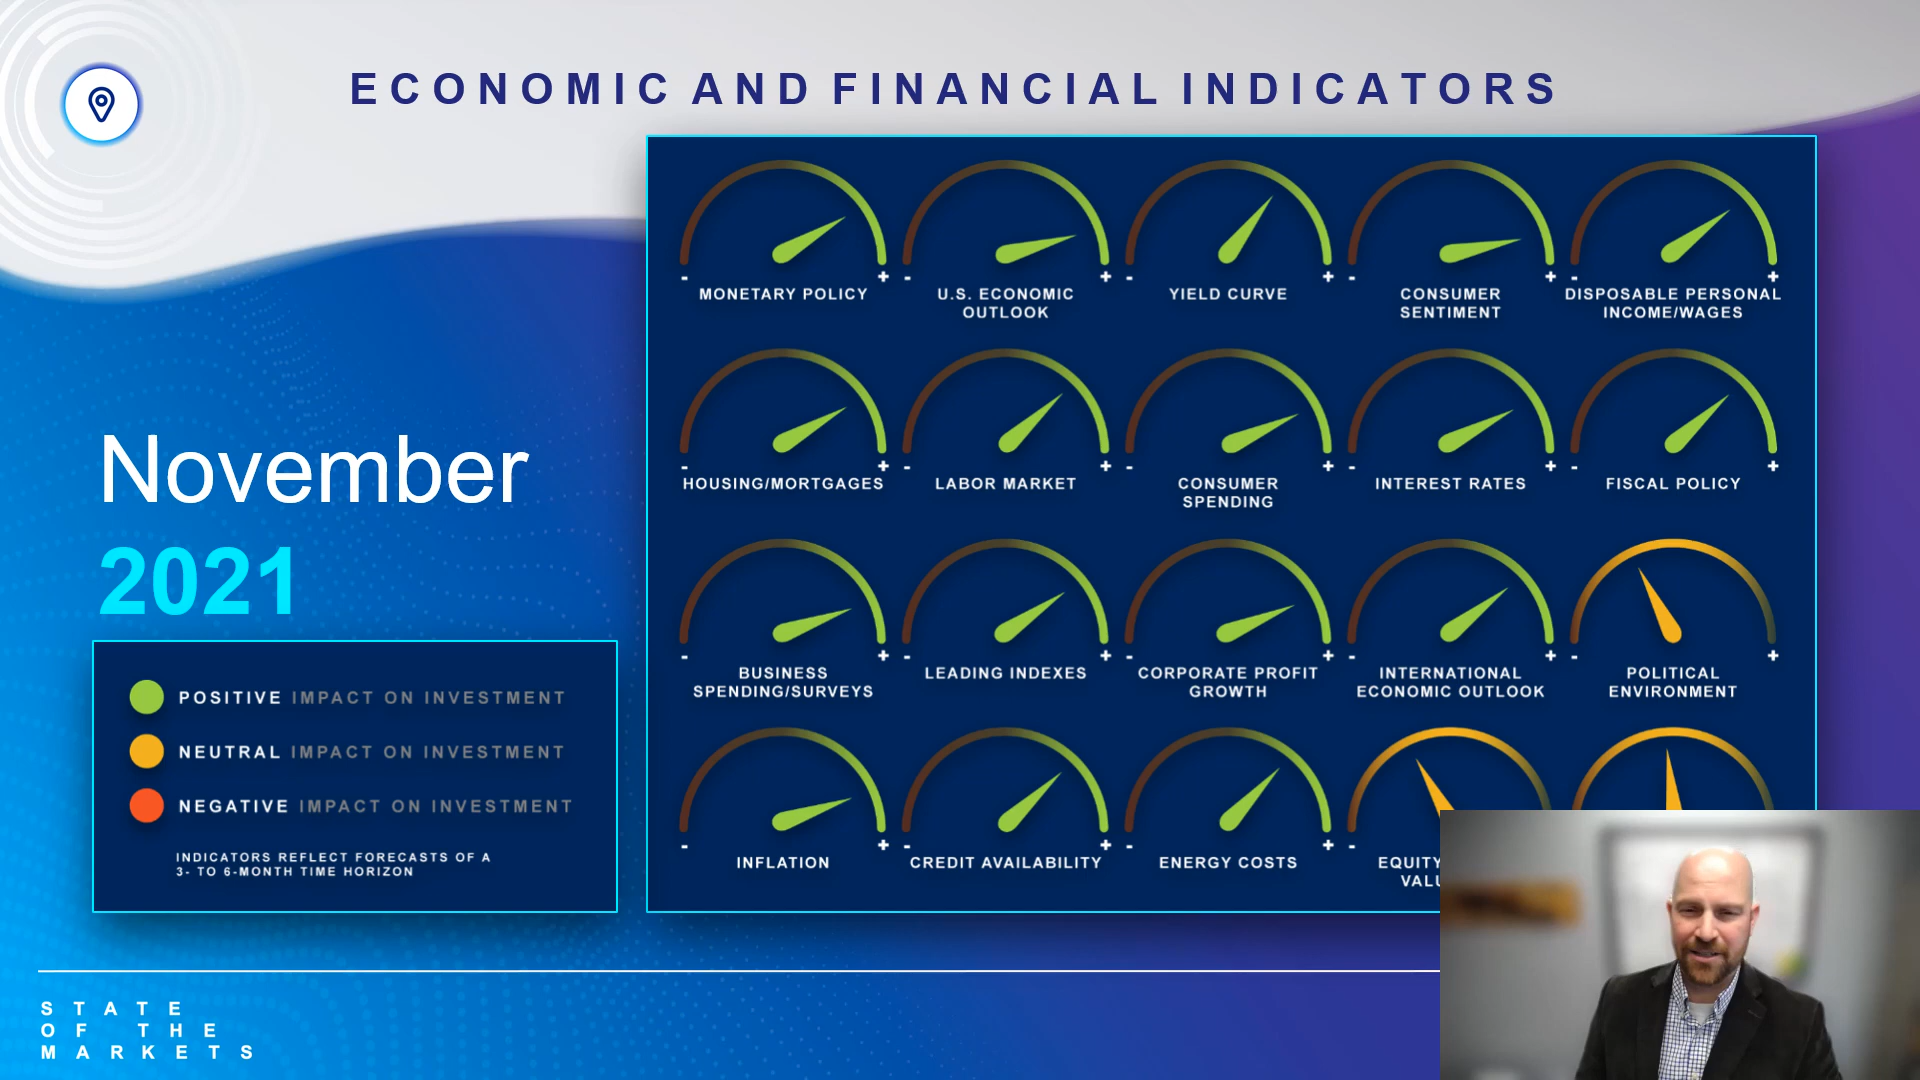 ECONOMIC AND FINANCIAL INDICATORS
November
2021
POSITIVE IMPACT ON INVESTMENT
NEUTRAL IMPACT ON INVESTMENT
NEGATIVE IMPACT ON INVESTMENT
INDICATORS REFLECT FORECASTS OF A
3- TO 6-MONTH TIME HORIZON
- +
MONETARY POLICY
- +
U.S. ECONOMIC
OUTLOOK
- +
YIELD CURVE
- +
CONSUMER
SENTIMENT
- +
DISPOSABLE PERSONAL
INCOME/WAGES
- +
HOUSING/MORTGAGES
- +
LABOR MARKET
- +
CONSUMER
SPENDING
- +
INTEREST RATES
- +
FISCAL POLICY
- +
BUSINESS
SPENDING/SURVEYS
- +
LEADING INDEXES
- +
CORPORATE PROFIT
GROWTH
- +
INTERNATIONAL
ECONOMIC OUTLOOK
- +
POLITICAL
ENVIRONMENT
- +
INFLATION
- +
CREDIT AVAILABILITY
- +
ENERGY COSTS
-
EQUITY
VALU
STATE
OF THE
MARKETS